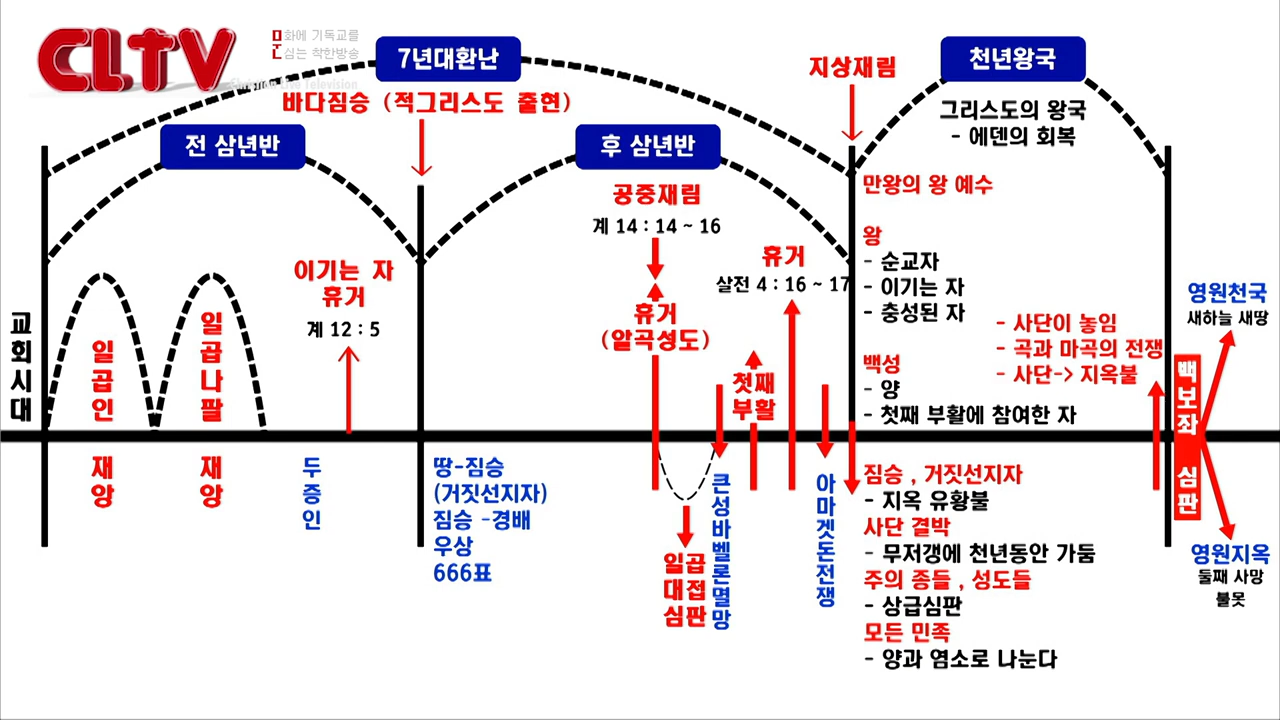 CLTV
문화에 기독교를
심는 착한방송
Christian Live Television
7년대환난
바다짐승 (적그리스도 출현)
전 삼년반
후 삼년반
지상재림
천년왕국
그리스도의 왕국
- 에덴의 회복
교회시대
일곱인
재앙
일곱나팔
재앙
이기는 자
휴거
계 12 : 5
두증인
땅-짐승
(거짓선지자)
짐승 -경배
우상
666표
공중재림
계 14 : 14 ~ 16
휴거
(알곡성도)
일곱
대접
심판
큰성바벨론멸망
첫째
부활
휴거
살전 4 : 16 ~ 17
아마겟돈전쟁
만왕의 왕 예수
왕
- 순교자
- 이기는 자
- 충성된 자
백성
- 양
- 첫째 부활에 참여한 자
- 사단이 놓임
- 곡과 마곡의 전쟁
- 사단-> 지옥불
짐승 , 거짓선지자
- 지옥 유황불
사단 결박
- 무저갱에 천년동안 가둠
주의 종들 , 성도들
- 상급심판
모든 민족
- 양과 염소로 나눈다
백보좌 심판
영원천국
새하늘 새땅
영원지옥
둘째 사망
불못